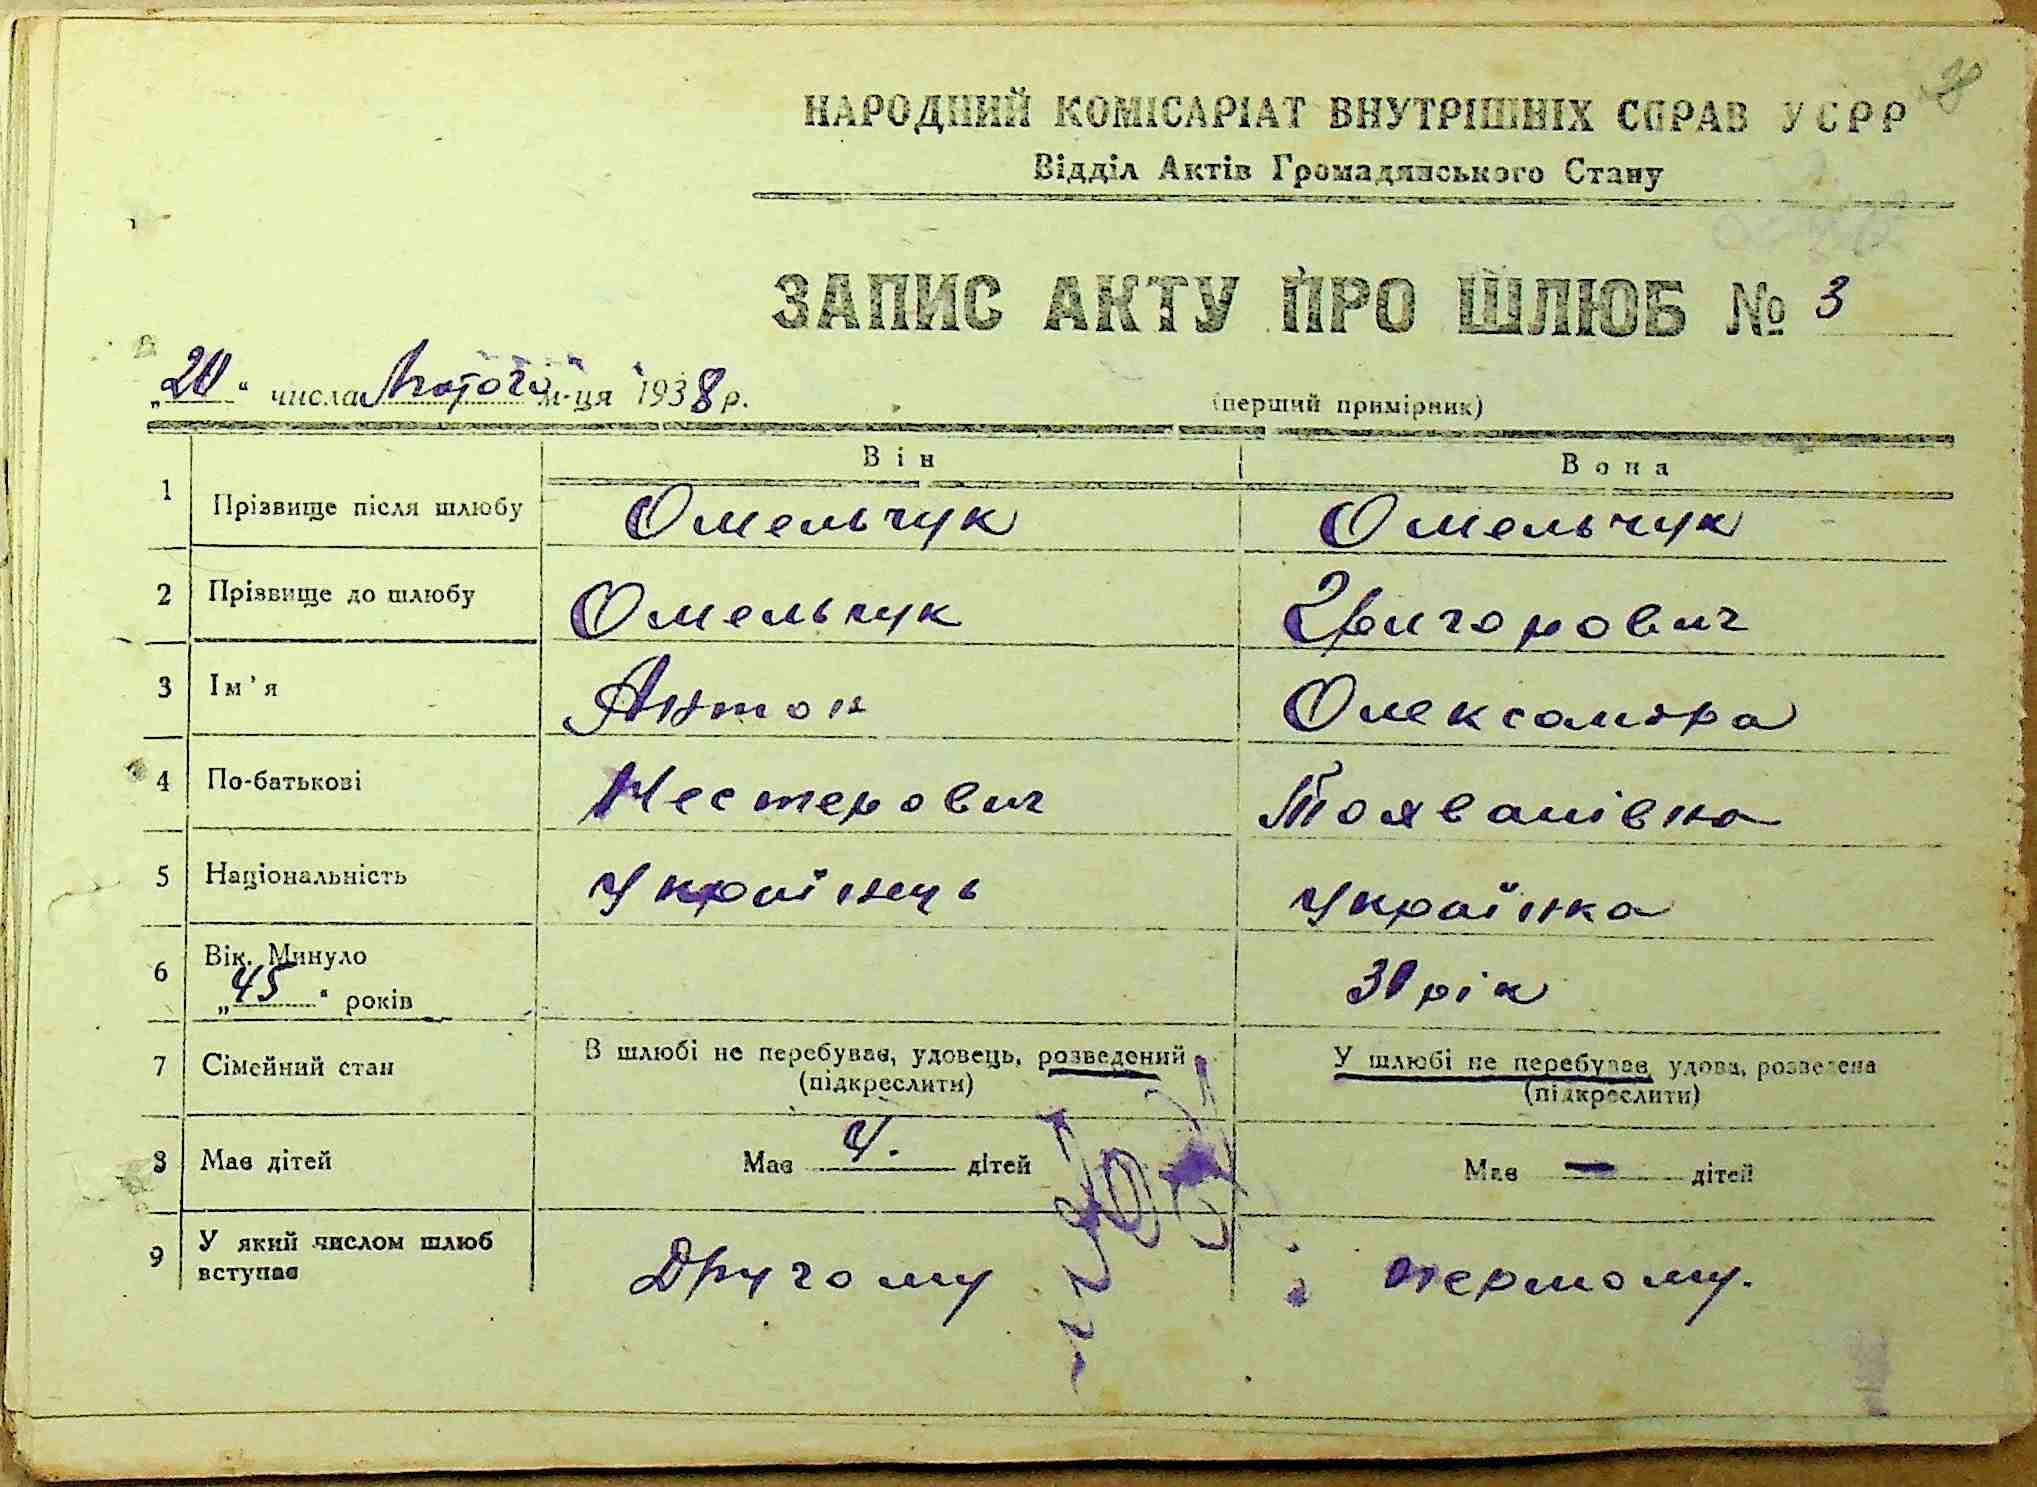 38
НАРОДНИЙ КОМІСАРІАТ ВНУТРІШНІХ СПРАВ УСРР
Відділ Актів Громадянського Стану
ЗАПИС АКТУ ПРО ШЛЮБ № 3
„20“ числа Лютого м-ця 1938 р.
(перший примірник)
Він Вона
1 Прізвище після шлюбу Омельчук Омельчук
2 Прізвище до шлюбу Омельчук Григорович
3 Ім'я Антон Олександра
4 По-батькові Нестерович
5 Національність Українець Українка
6 Вік. Минуло „45“ років 31 рік
7 Сімейний стан В шлюбі не перебуває, удовець, розведений (підкреслити) У шлюбі не перебуває, удова, розведена (підкреслити)
8 Має дітей Має 4. дітей Має — дітей
9 У який числом шлюб вступає Другому першому.